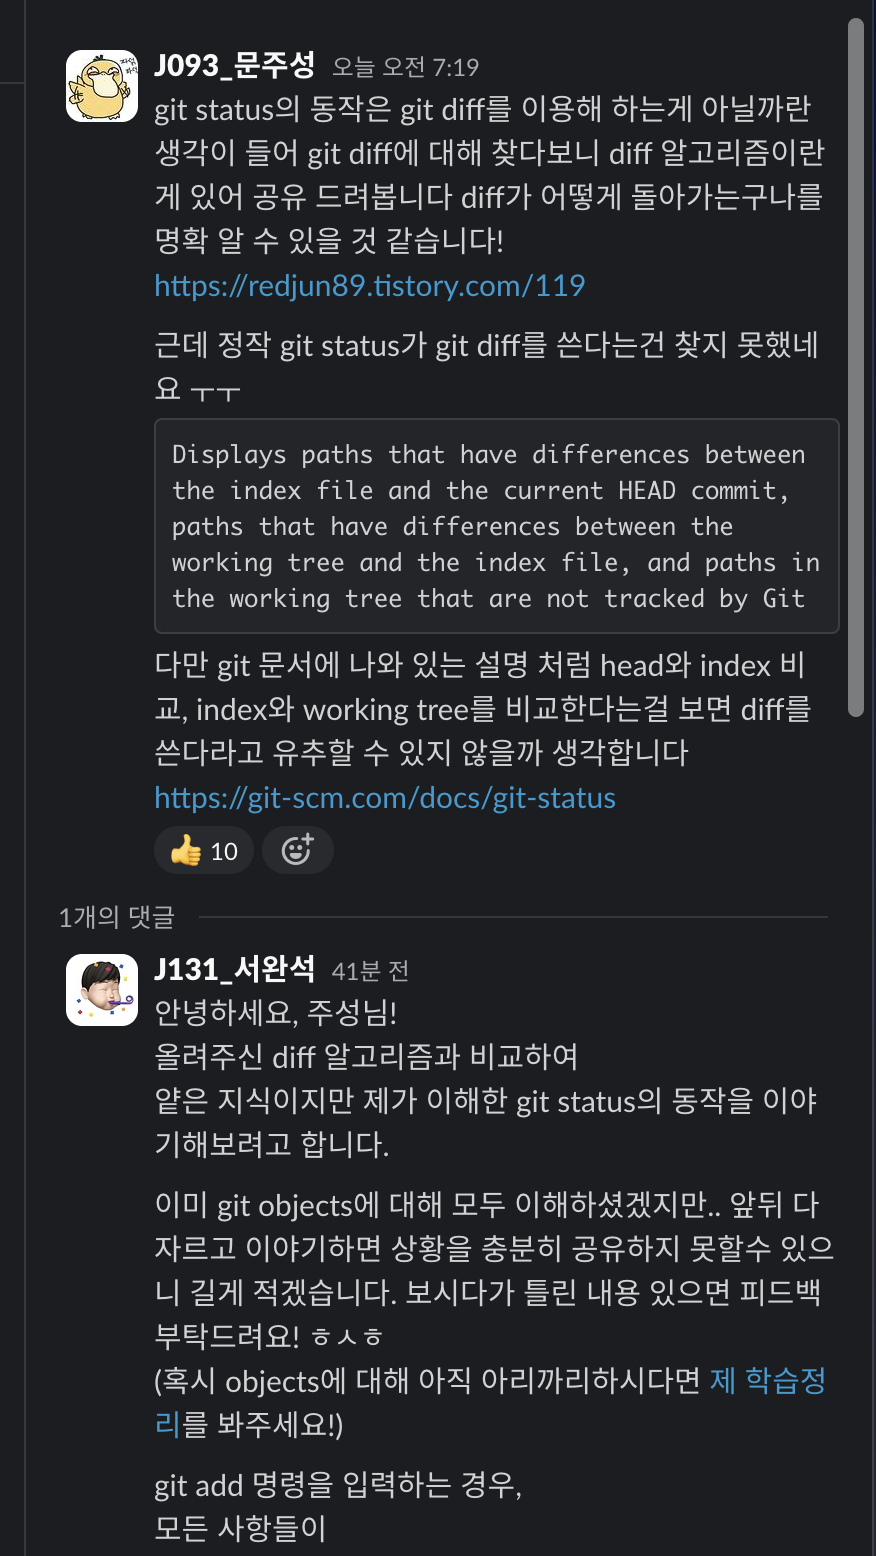 J093_문주성 오늘 오전 7:19
git status의 동작은 git diff를 이용해 하는게 아닐까란
생각이 들어 git diff에 대해 찾다보니 diff 알고리즘이란
게 있어 공유 드려봅니다 diff가 어떻게 돌아가는구나를
명확 알 수 있을 것 같습니다!
https://redjun89.tistory.com/119
근데 정작 git status가 git diff를 쓴다는건 찾지 못했네
요 ㅜㅜ
Displays paths that have differences between
the index file and the current HEAD commit,
paths that have differences between the
working tree and the index file, and paths in
the working tree that are not tracked by Git
다만 git 문서에 나와 있는 설명 처럼 head와 index 비
교, index와 working tree를 비교한다는걸 보면 diff를
쓴다라고 유추할 수 있지 않을까 생각합니다
https://git-scm.com/docs/git-status
10
1개의 댓글
J131_서완석 41분 전
안녕하세요, 주성님!
올려주신 diff 알고리즘과 비교하여
얕은 지식이지만 제가 이해한 git status의 동작을 이야
기해보려고 합니다.
이미 git objects에 대해 모두 이해하셨겠지만.. 앞뒤 다
자르고 이야기하면 상황을 충분히 공유하지 못할수 있으
니 길게 적겠습니다. 보시다가 틀린 내용 있으면 피드백
부탁드려요! ㅎㅅㅎ
(혹시 objects에 대해 아직 아리까리하시다면 제 학습정
리를 봐주세요!)
git add 명령을 입력하는 경우,
모든 사항들이